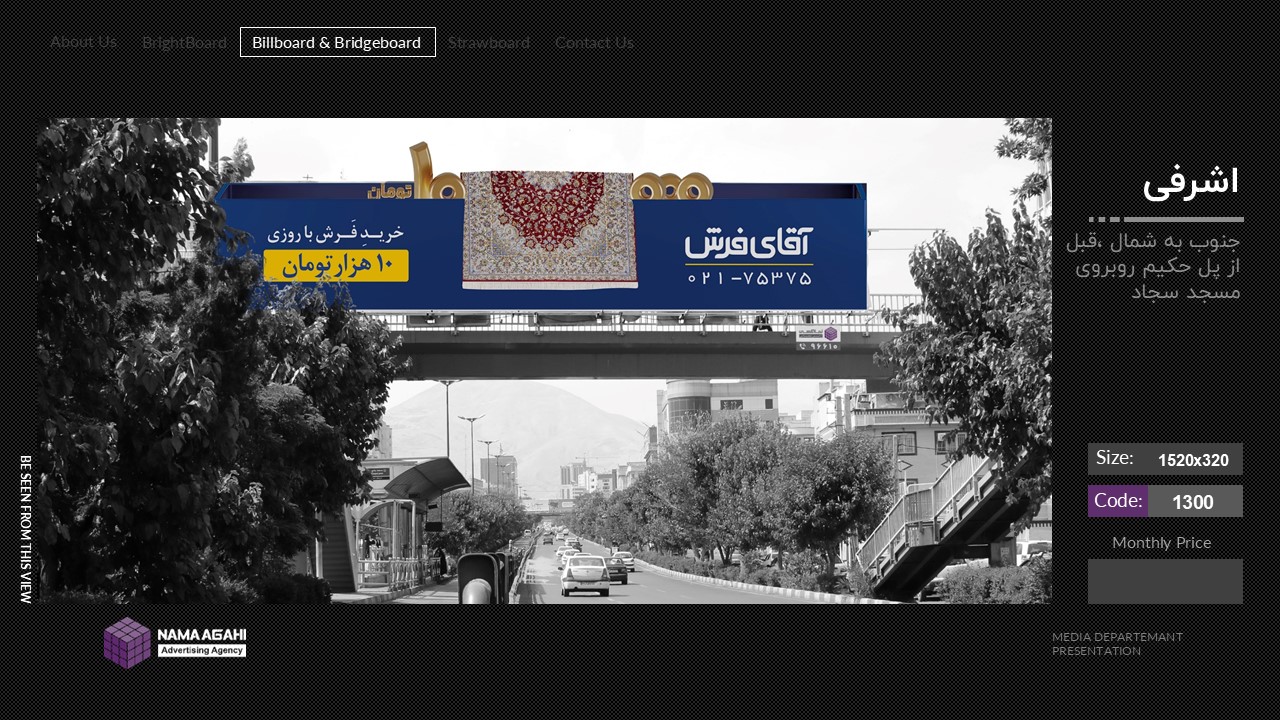 About Us
BrightBoard
Billboard & Bridgeboard
Strawboard
Contact Us
تومان
خریدِ فَرش با روزی
۱۰ هزار تومان
آقای فرش
۰۲۱-۷۵۳۷۵
۹۶۶۱۰
اشرفی
جنوب به شمال ،قبل
از پل حکیم روبروی
مسجد سجاد
Size: 1520x320
Code: 1300
Monthly Price
BE SEEN FROM THIS VIEW
NAMA AGAHI
Advertising Agency
MEDIA DEPARTEMANT
PRESENTATION